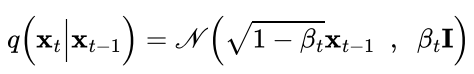 q(x_t|x_{t−1}) = 𝒩(√(1 − β_t) x_{t−1} , β_t I)